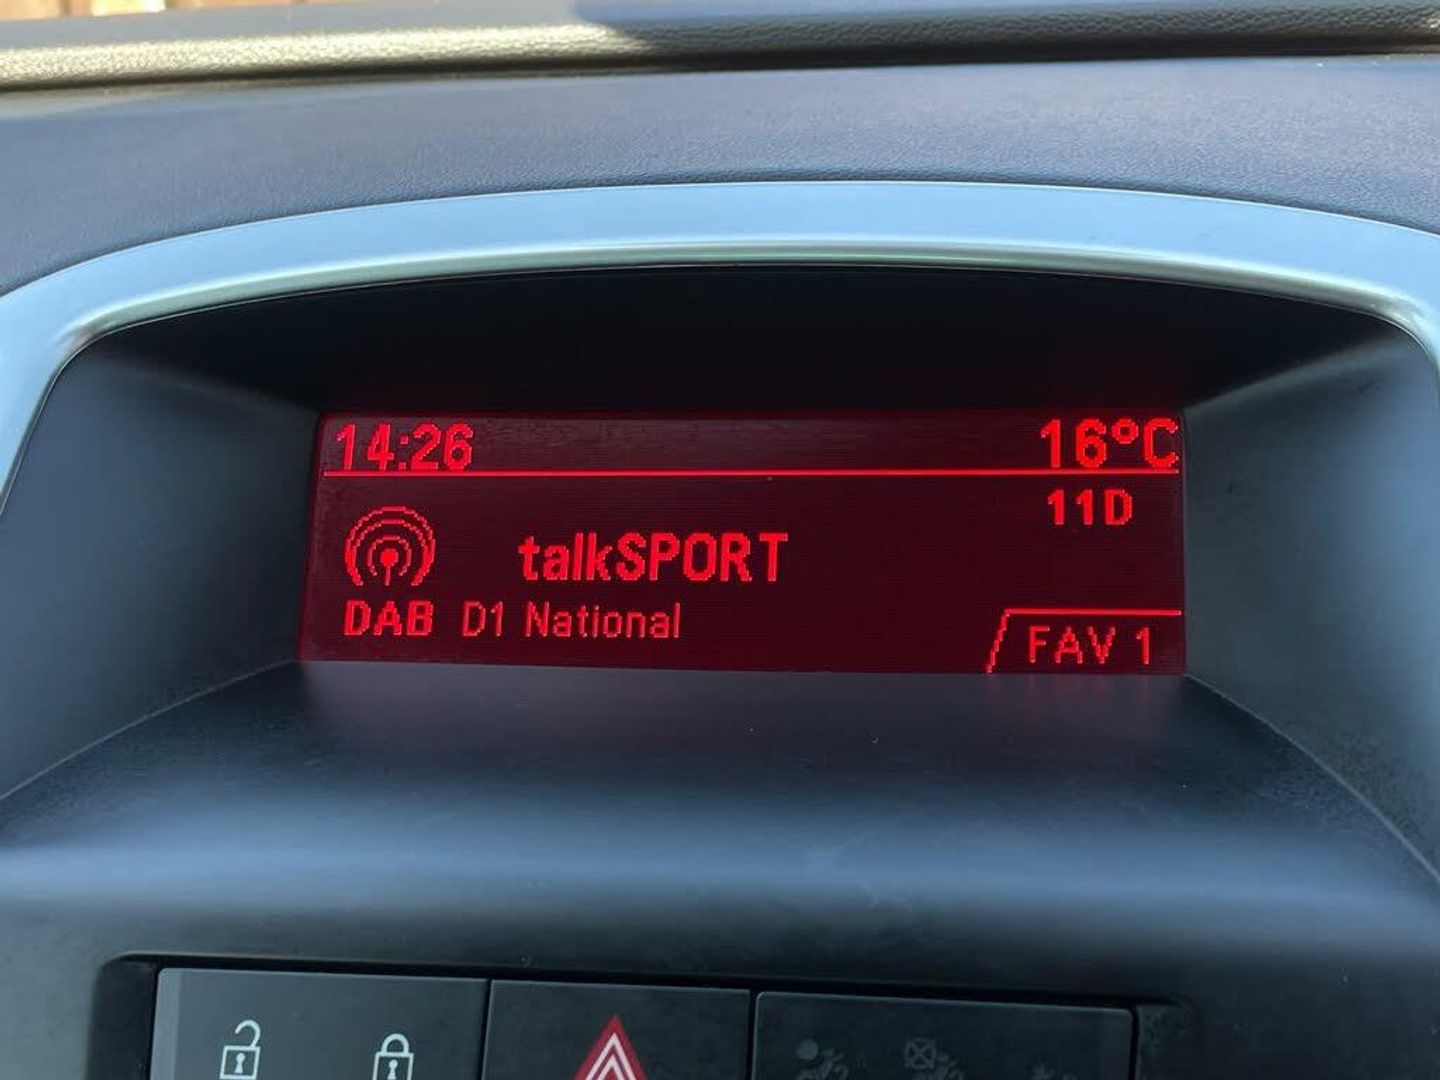 14:26 16°C
11D
talkSPORT
DAB D1 National
FAV 1